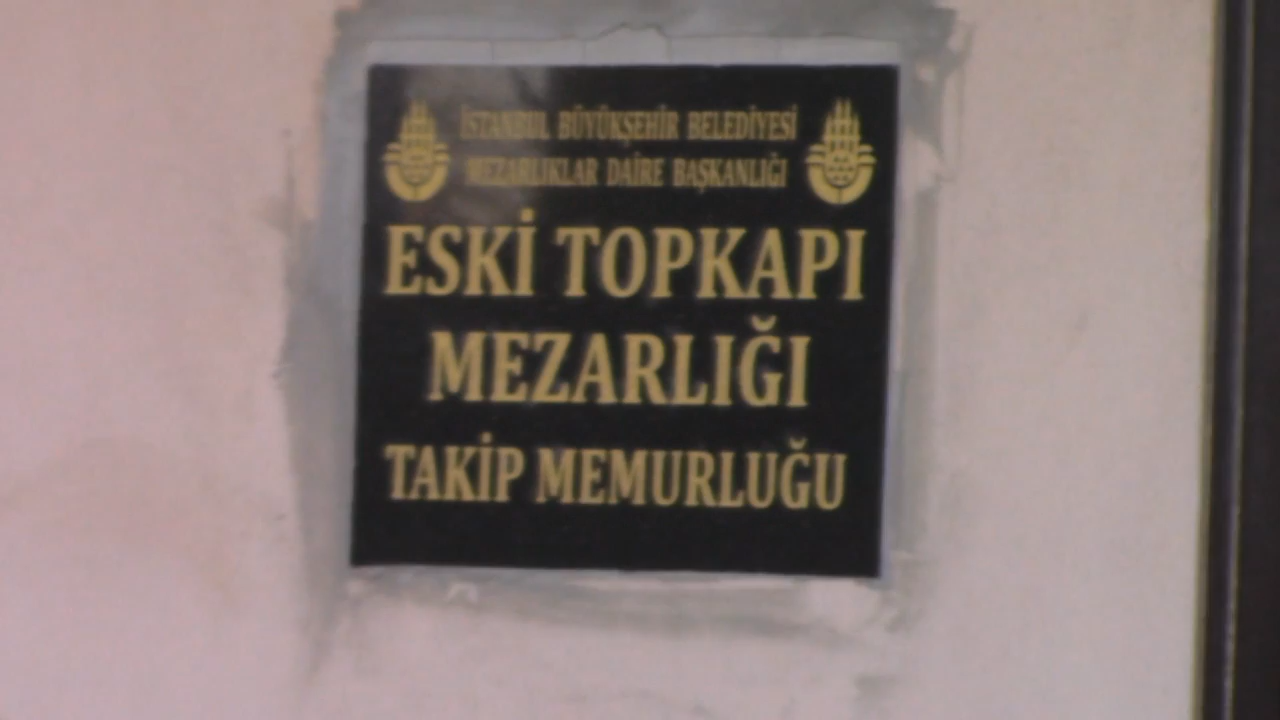 İSTANBUL BÜYÜKŞEHİR BELEDİYESİ
MEZARLIKLAR DAİRE BAŞKANLIĞI
ESKİ TOPKAPI
MEZARLIĞI
TAKİP MEMURLUĞU